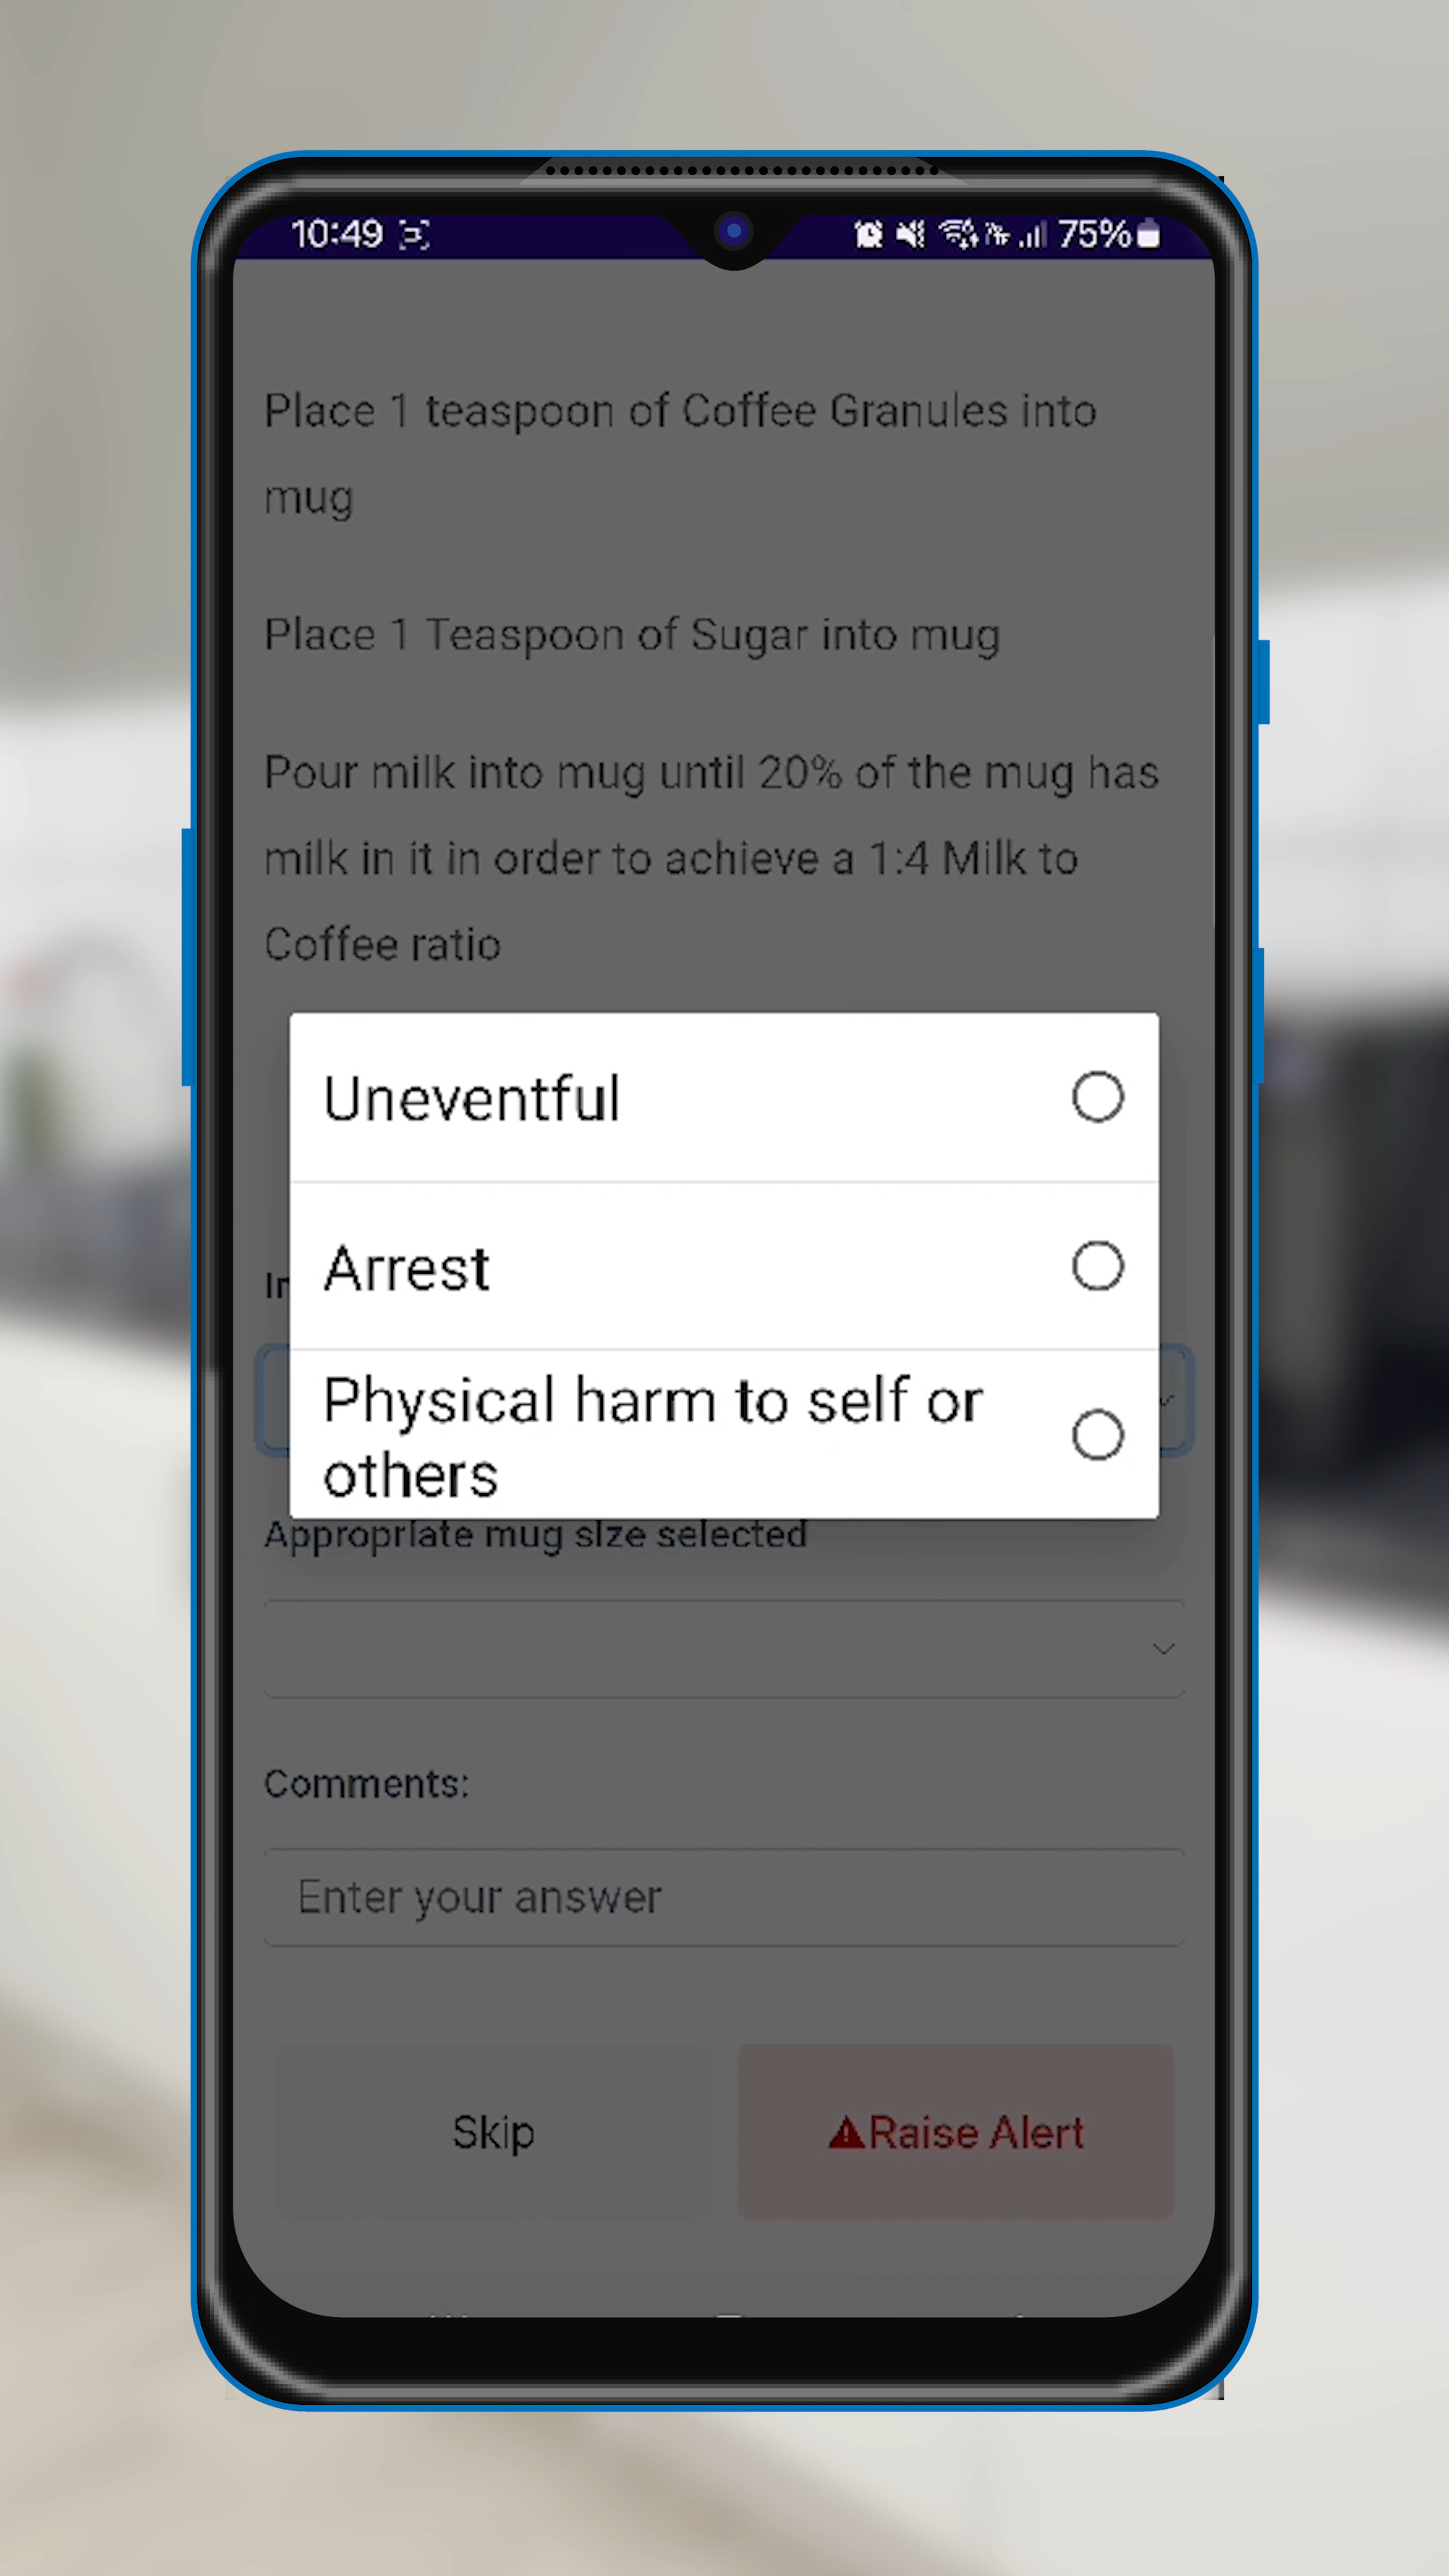 10:49
75%
Place 1 teaspoon of Coffee Granules into
mug
Place 1 Teaspoon of Sugar into mug
Pour milk into mug until 20% of the mug has
milk in it in order to achieve a 1:4 Milk to
Coffee ratio
Uneventful
Arrest
Physical harm to self or
others
Appropriate mug size selected
Comments:
Enter your answer
Skip
Raise Alert